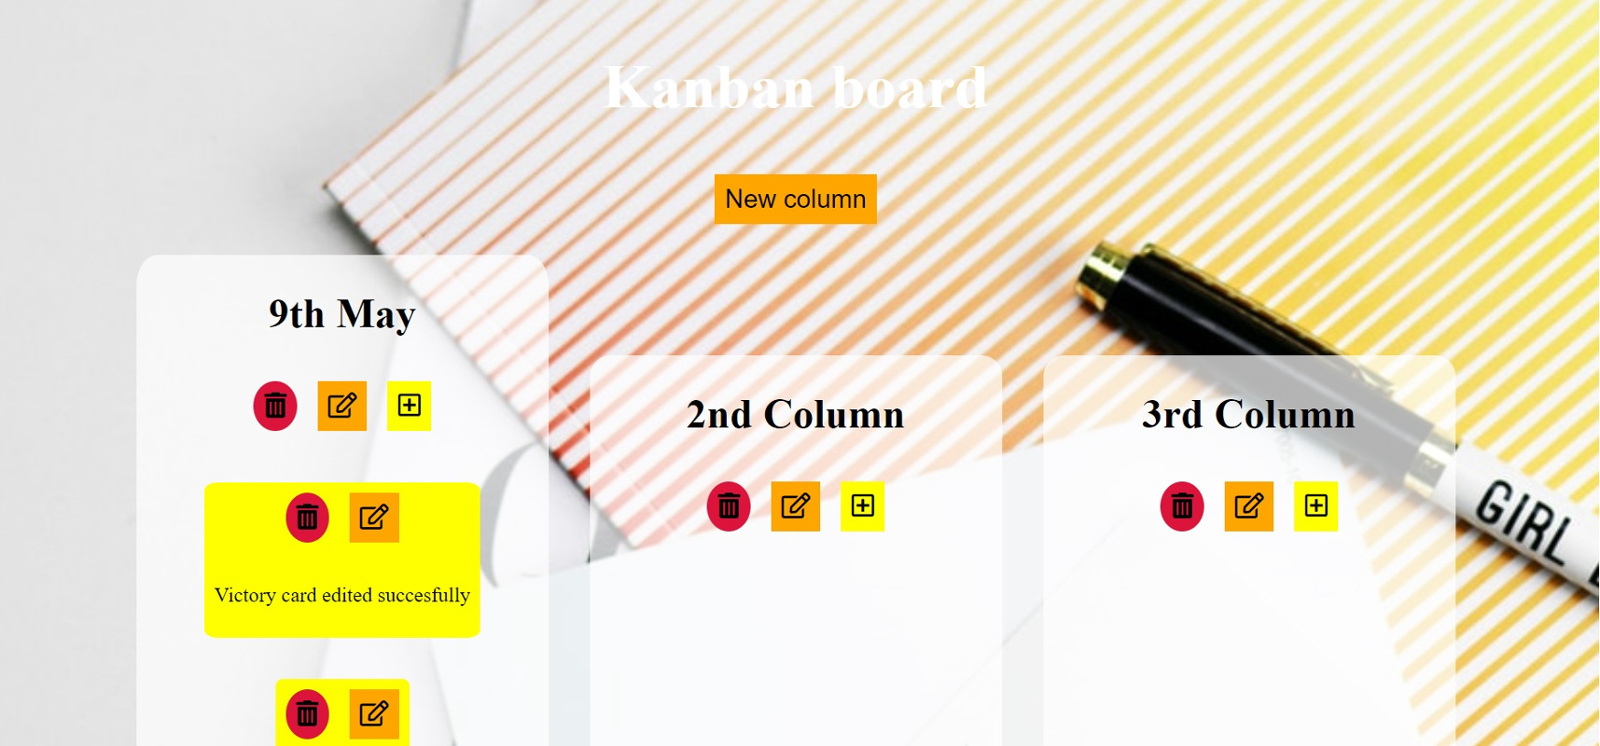 Kanban board
New column
9th May
2nd Column
3rd Column
Victory card edited succesfully
GIRL